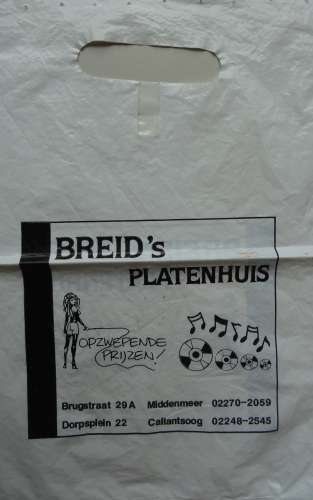 BREID's
PLATENHUIS
OPZWEPENDE
PRIJZEN!
Brugstraat 29A Middenmeer 02270-2059
Dorpsplein 22 Callantsoog 02248-2545